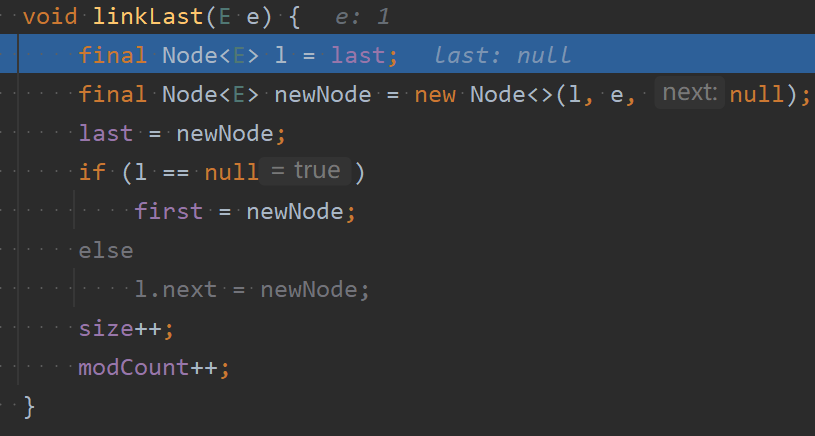 void linkLast(E e) {   e: 1
    final Node<E> l = last;   last: null
    final Node<E> newNode = new Node<>(l, e, next: null);
    last = newNode;
    if (l == null = true )
        first = newNode;
    else
        l.next = newNode;
    size++;
    modCount++;
}